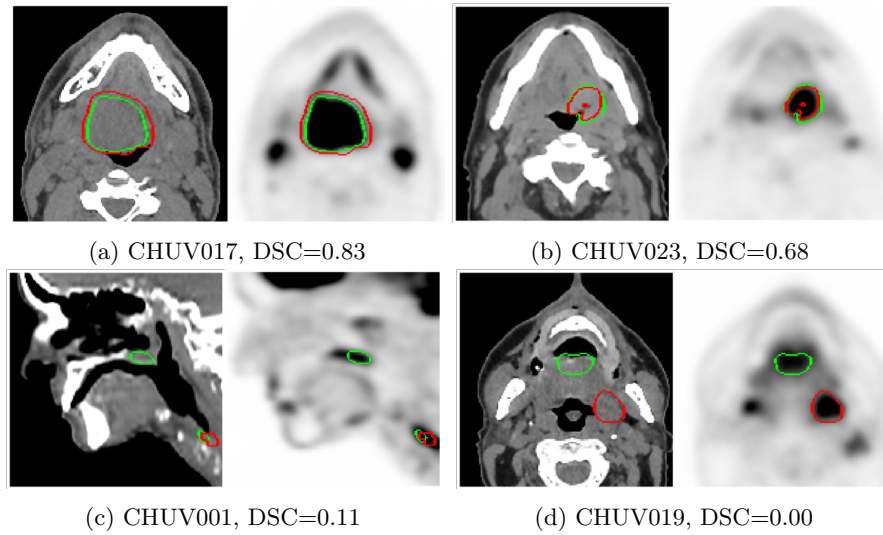 (a) CHUV017, DSC=0.83
(b) CHUV023, DSC=0.68
(c) CHUV001, DSC=0.11
(d) CHUV019, DSC=0.00